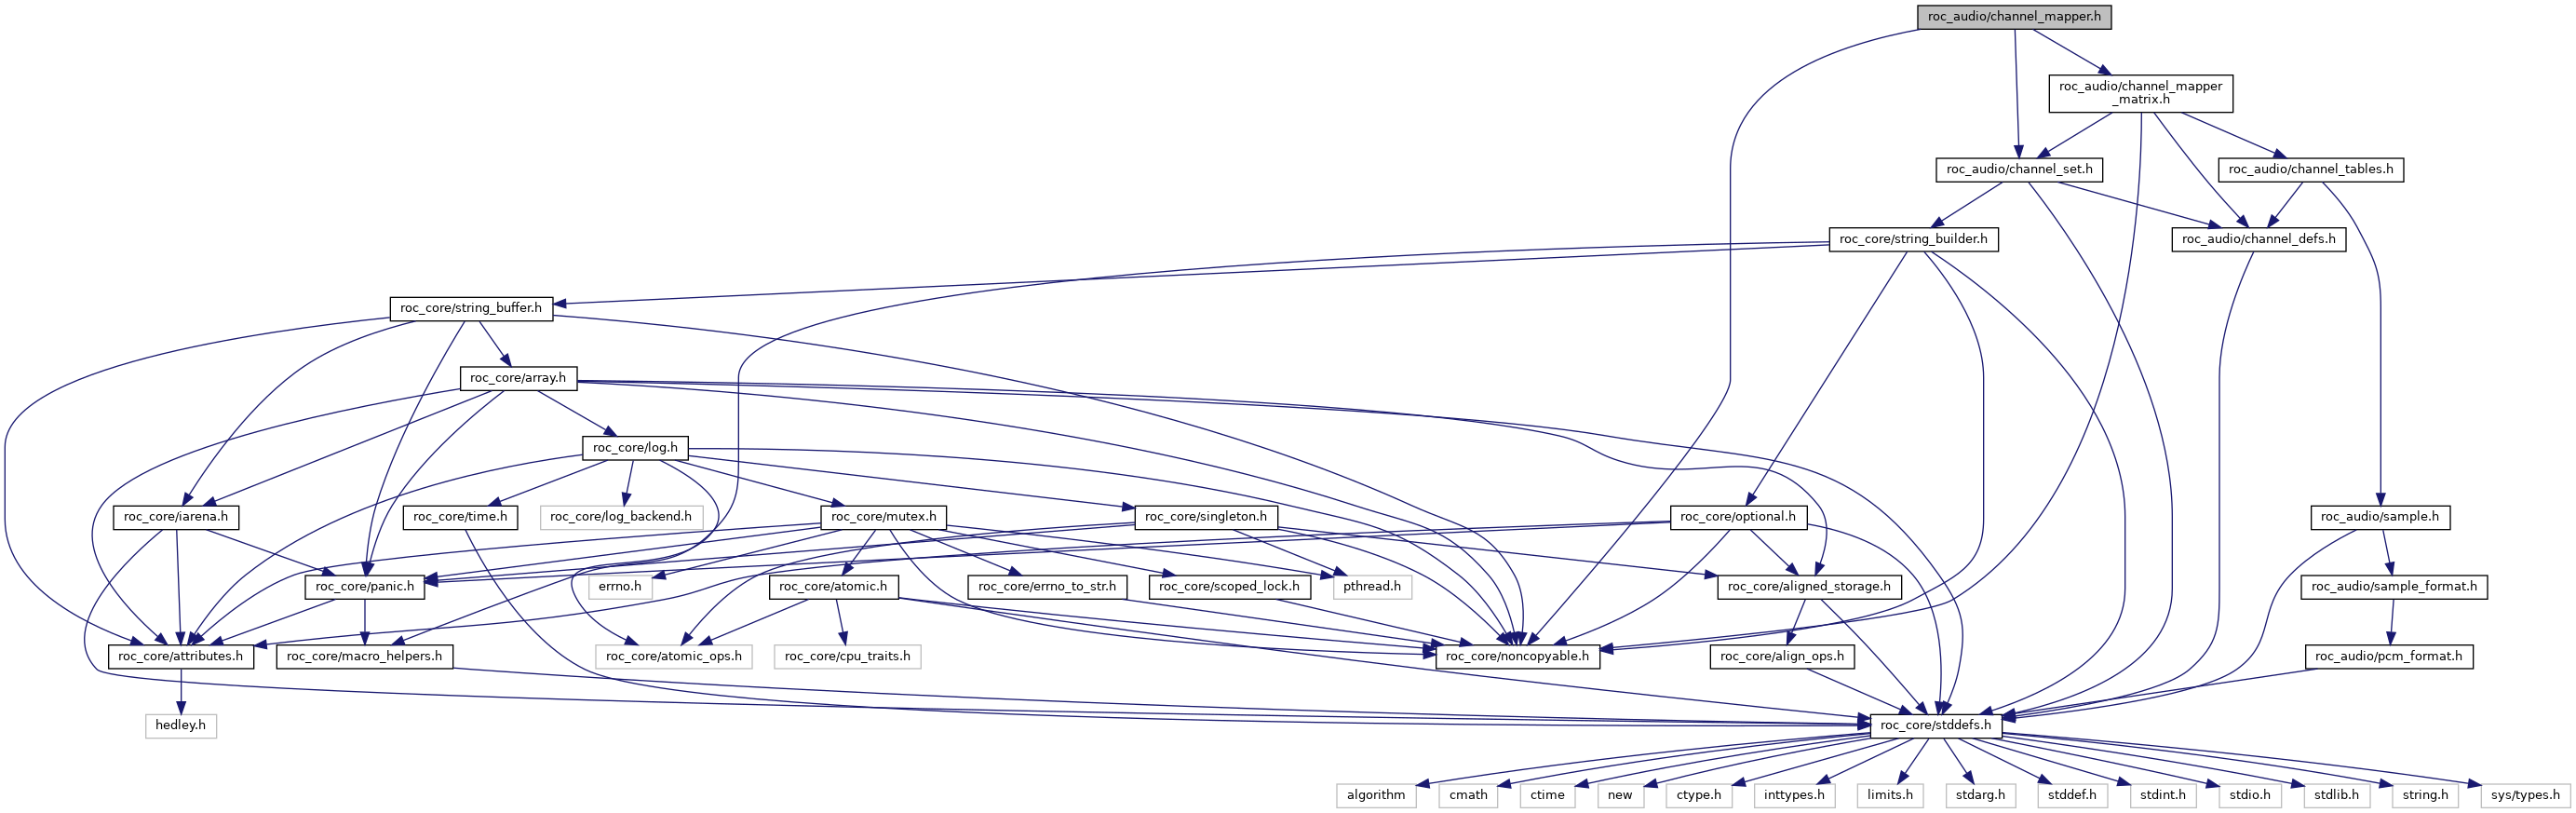 roc_audio/channel_mapper.h
roc_audio/channel_mapper
_matrix.h
roc_audio/channel_set.h
roc_audio/channel_tables.h
roc_core/string_builder.h
roc_audio/channel_defs.h
roc_core/string_buffer.h
roc_core/array.h
roc_core/log.h
roc_core/iarena.h
roc_core/time.h
roc_core/log_backend.h
roc_core/mutex.h
roc_core/singleton.h
roc_core/optional.h
roc_audio/sample.h
roc_core/panic.h
errno.h
roc_core/atomic.h
roc_core/errno_to_str.h
roc_core/scoped_lock.h
pthread.h
roc_core/aligned_storage.h
roc_audio/sample_format.h
roc_core/attributes.h
roc_core/macro_helpers.h
roc_core/atomic_ops.h
roc_core/cpu_traits.h
roc_core/noncopyable.h
roc_core/align_ops.h
roc_audio/pcm_format.h
hedley.h
roc_core/stddefs.h
algorithm
cmath
ctime
new
ctype.h
inttypes.h
limits.h
stdarg.h
stddef.h
stdint.h
stdio.h
stdlib.h
string.h
sys/types.h